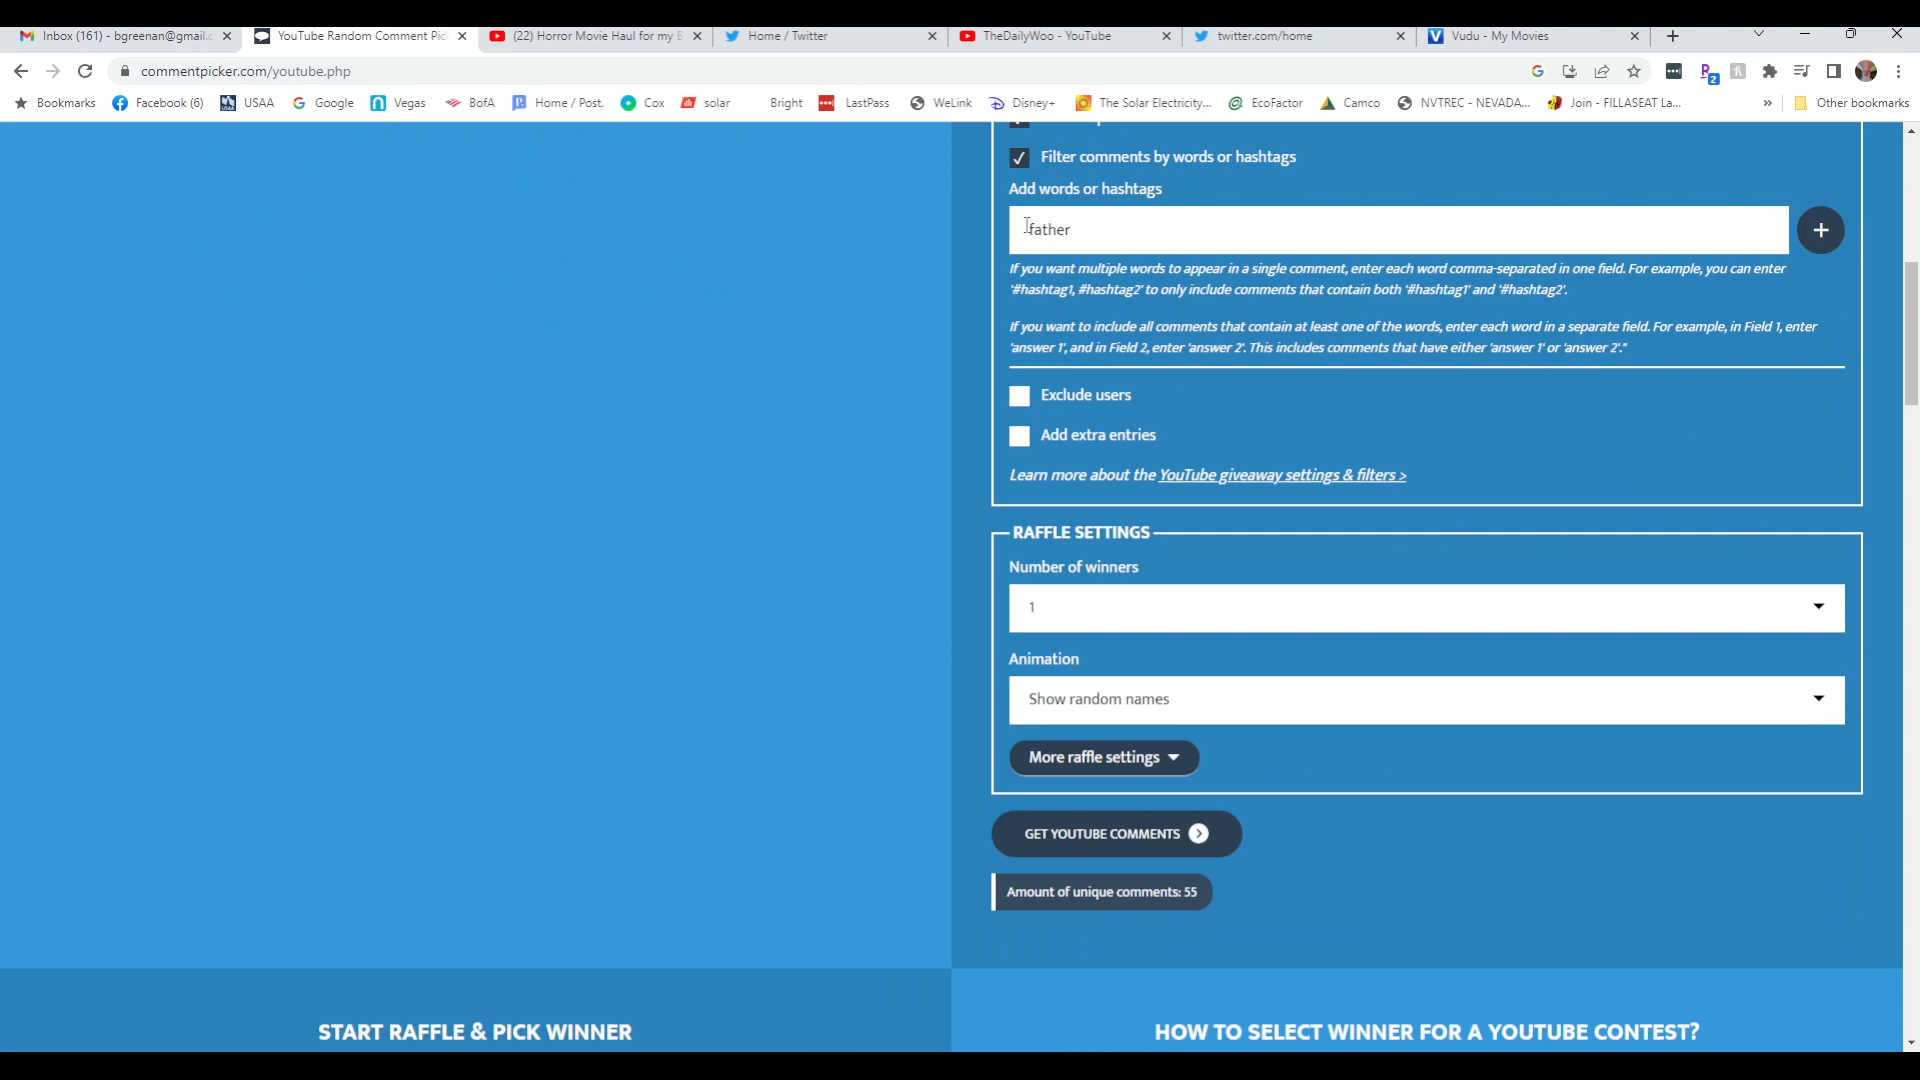 Inbox (161) - bgreenan@gmail.c
YouTube Random Comment Pic
(22) Horror Movie Haul for my B
Home / Twitter
TheDailyWoo - YouTube
twitter.com/home
Vudu - My Movies
commentpicker.com/youtube.php
2
Bookmarks
Facebook (6)
USAA
Google
Vegas
BofA
Home / Post.
Cox
solar
Bright
LastPass
WeLink
Disney+
The Solar Electricity...
EcoFactor
Camco
NVTREC - NEVADA...
Join - FILLASEAT La...
»
Other bookmarks
Filter comments by words or hashtags
Add words or hashtags
father
+
If you want multiple words to appear in a single comment, enter each word comma-separated in one field. For example, you can enter
'#hashtag1, #hashtag2' to only include comments that contain both '#hashtag1' and '#hashtag2'.
If you want to include all comments that contain at least one of the words, enter each word in a separate field. For example, in Field 1, enter
'answer 1', and in Field 2, enter 'answer 2'. This includes comments that have either 'answer 1' or 'answer 2'."
Exclude users
Add extra entries
Learn more about the YouTube giveaway settings & filters >
RAFFLE SETTINGS
Number of winners
1
Animation
Show random names
More raffle settings
GET YOUTUBE COMMENTS
Amount of unique comments: 55
START RAFFLE & PICK WINNER
HOW TO SELECT WINNER FOR A YOUTUBE CONTEST?